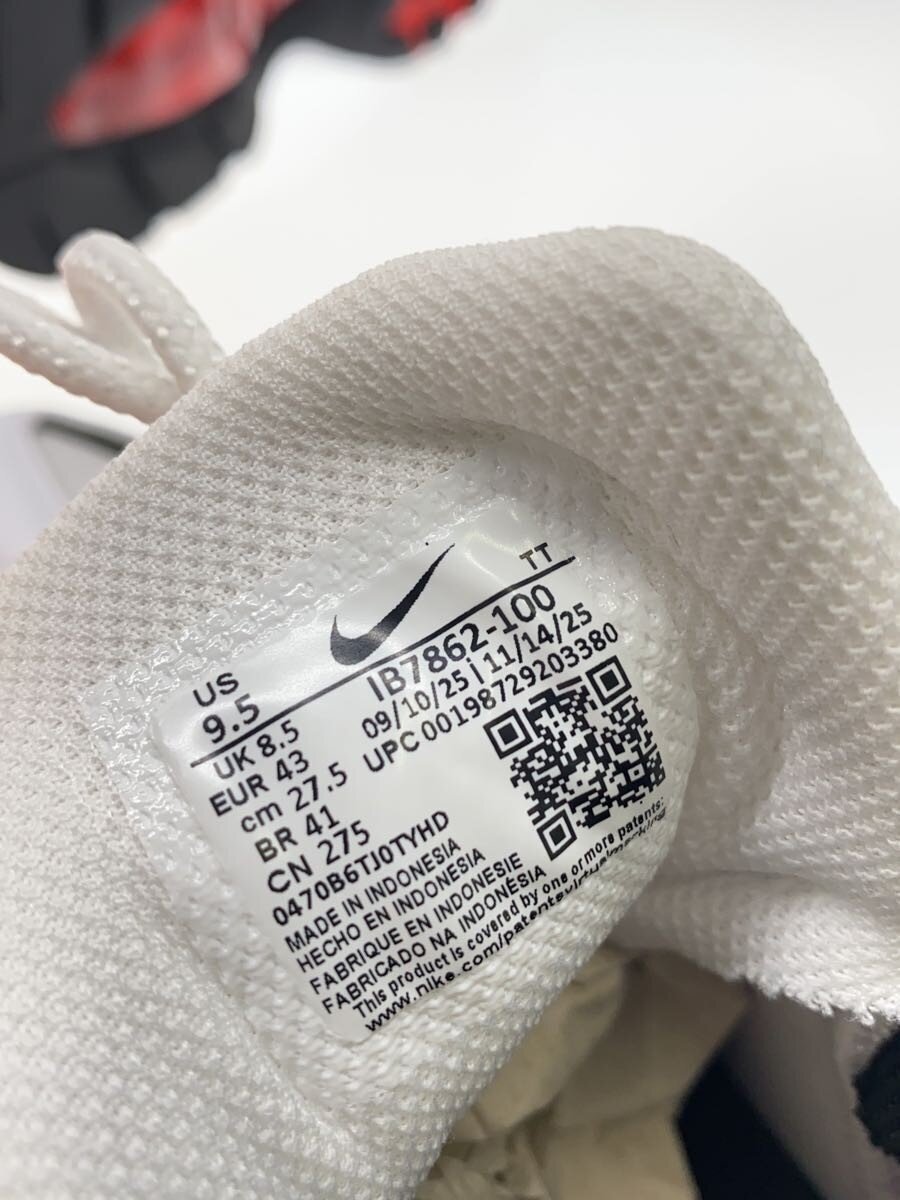 TT
US
9.5
IB7862-100
09/10/25 | 11/14/25
UPC 00198729203380
UK 8.5
EUR 43
cm 27.5
BR 41
CN 275
0470B6TJ0TYHD
MADE IN INDONESIA
HECHO EN INDONESIA
FABRIQUE EN INDONESIE
FABRICADO NA INDONÉSIA
This product is covered by one or more patents:
www.nike.com/patentsvirtualmarking